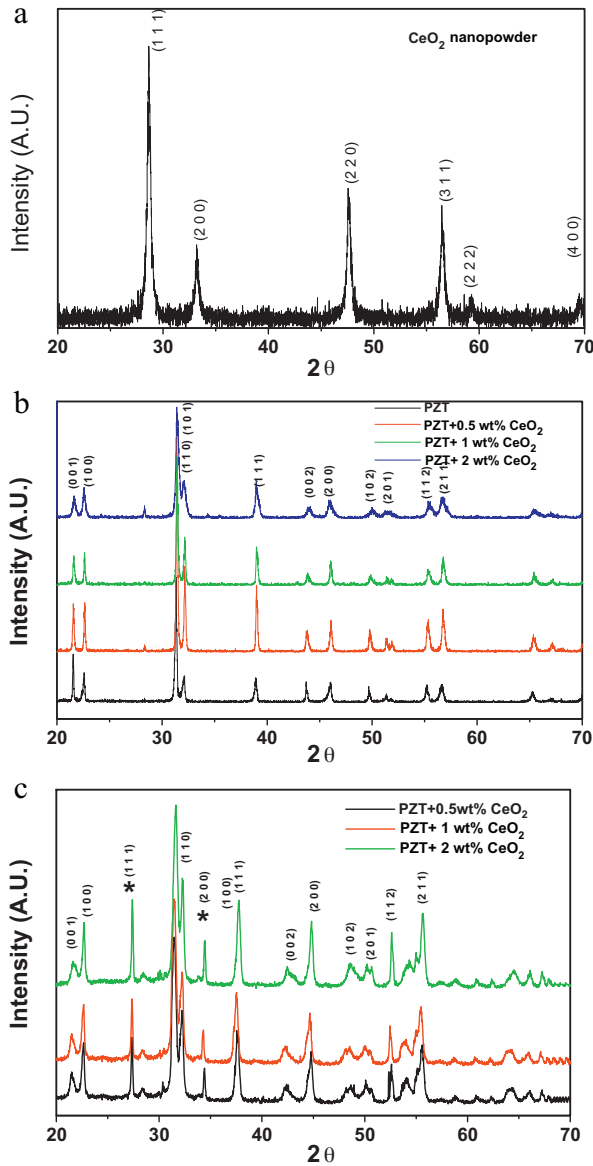 a
CeO₂ nanopowder
(1 1 1)
(2 0 0)
(2 2 0)
(3 1 1)
(2 2 2)
(4 0 0)
Intensity (A.U.)
20 30 40 50 60 70
2 θ
b
PZT
PZT+0.5 wt% CeO₂
PZT+ 1 wt% CeO₂
PZT+ 2 wt% CeO₂
(0 0 1)
(1 0 0)
(1 1 0)
(1 0 1)
(1 1 1)
(0 0 2)
(2 0 0)
(1 0 2)
(2 0 1)
(1 1 2)
(2 1 1)
Intensity (A.U.)
20 30 40 50 60 70
2 θ
c
PZT+0.5wt% CeO₂
PZT+ 1 wt% CeO₂
PZT+ 2 wt% CeO₂
(0 0 1)
(1 0 0)
* (1 1 1)
(1 1 0)
* (2 0 0)
(1 0 0)
(1 1 1)
(0 0 2)
(2 0 0)
(1 0 2)
(2 0 1)
(1 1 2)
(2 1 1)
Intensity (A.U.)
20 30 40 50 60 70
2 θ